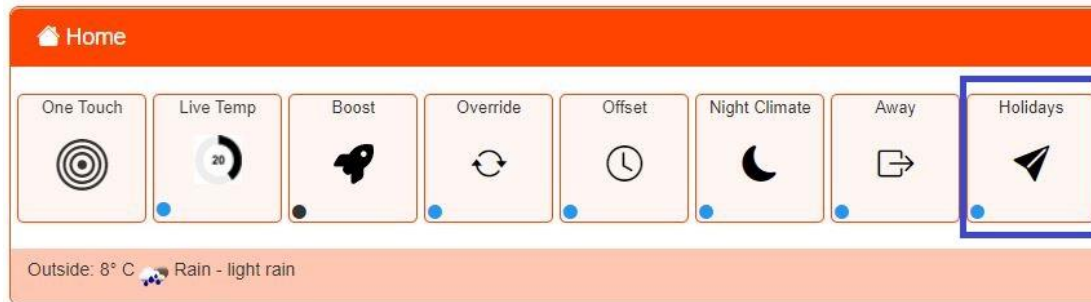 Home
One Touch
Live Temp
Boost
Override
Offset
Night Climate
Away
Holidays
20
Outside: 8° C Rain - light rain